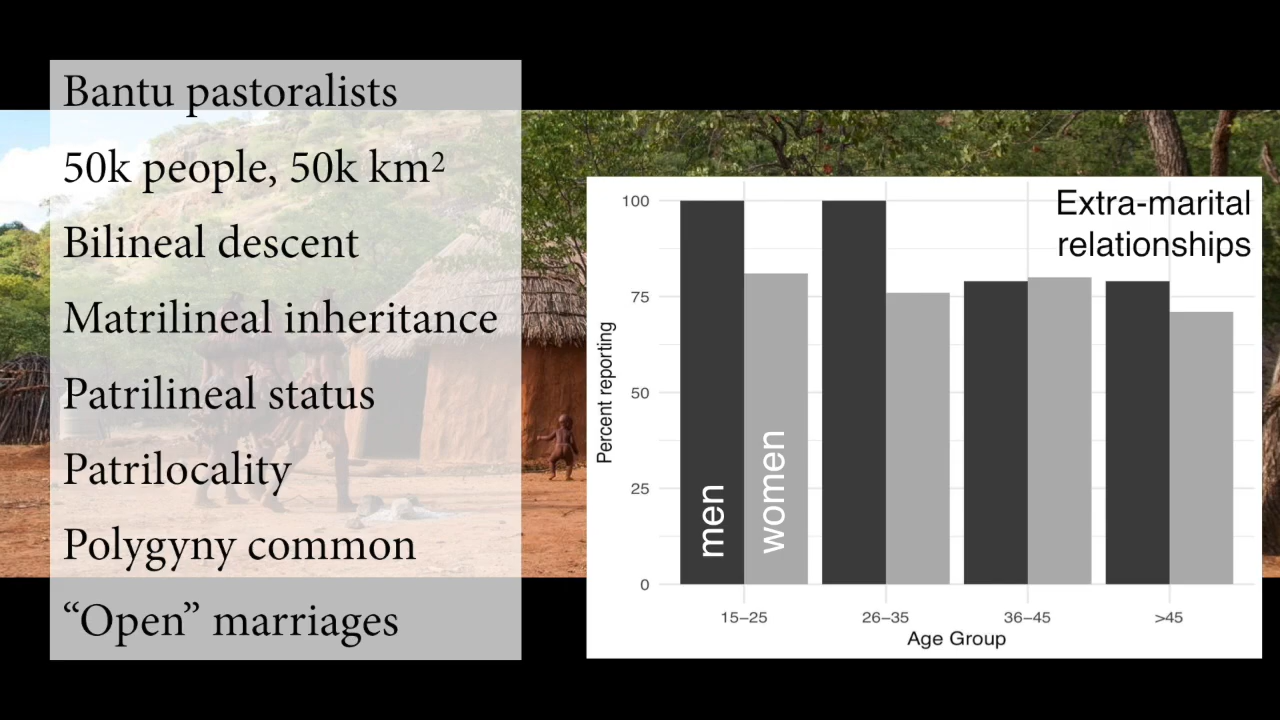 Bantu pastoralists
50k people, 50k km²
Bilineal descent
Matrilineal inheritance
Patrilineal status
Patrilocality
Polygyny common
“Open” marriages
Extra-marital
relationships
Percent reporting
100
75
50
25
0
men
women
15–25
26–35
36–45
>45
Age Group